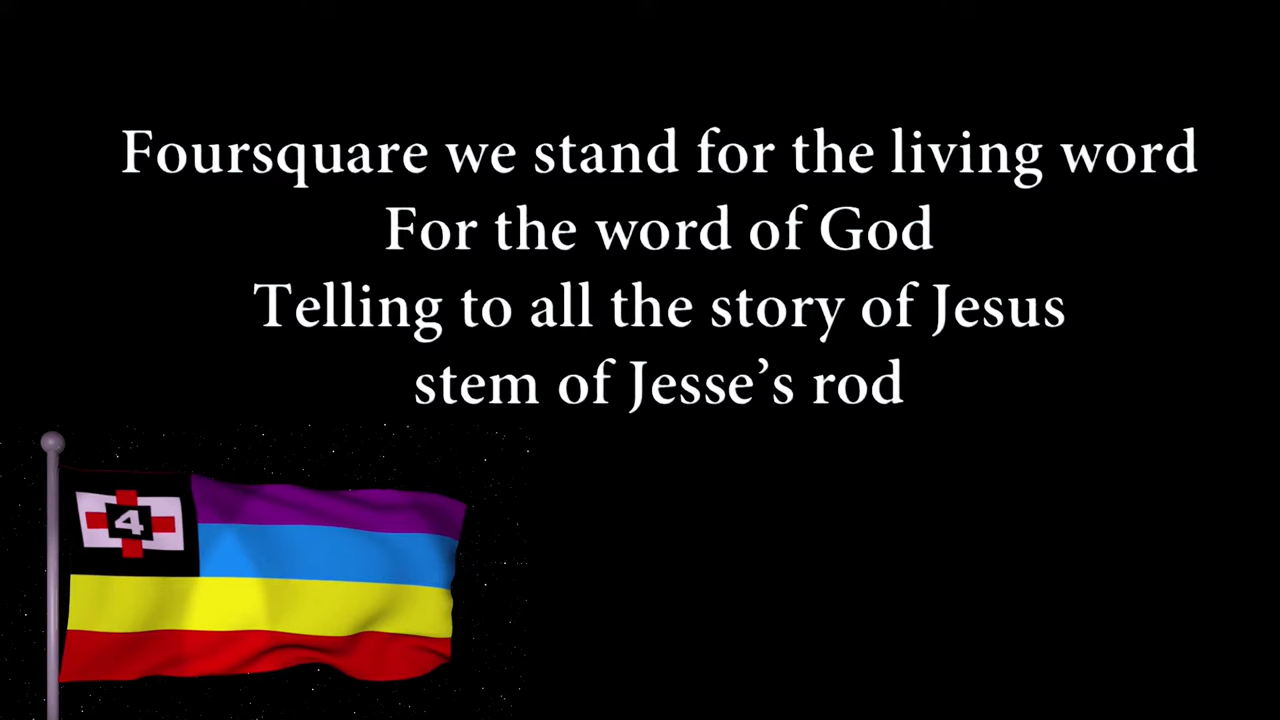 Foursquare we stand for the living word
For the word of God
Telling to all the story of Jesus
stem of Jesse’s rod
4